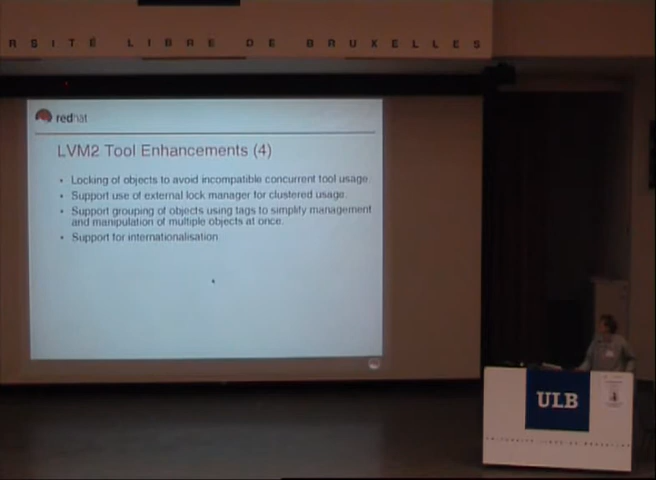 RSITÉ LIBRE DE BRUXELLES
redhat
LVM2 Tool Enhancements (4)
• Locking of objects to avoid incompatible concurrent tool usage.
• Support use of external lock manager for clustered usage.
• Support grouping of objects using tags to simplify management
and manipulation of multiple objects at once.
• Support for internationalisation
ULB